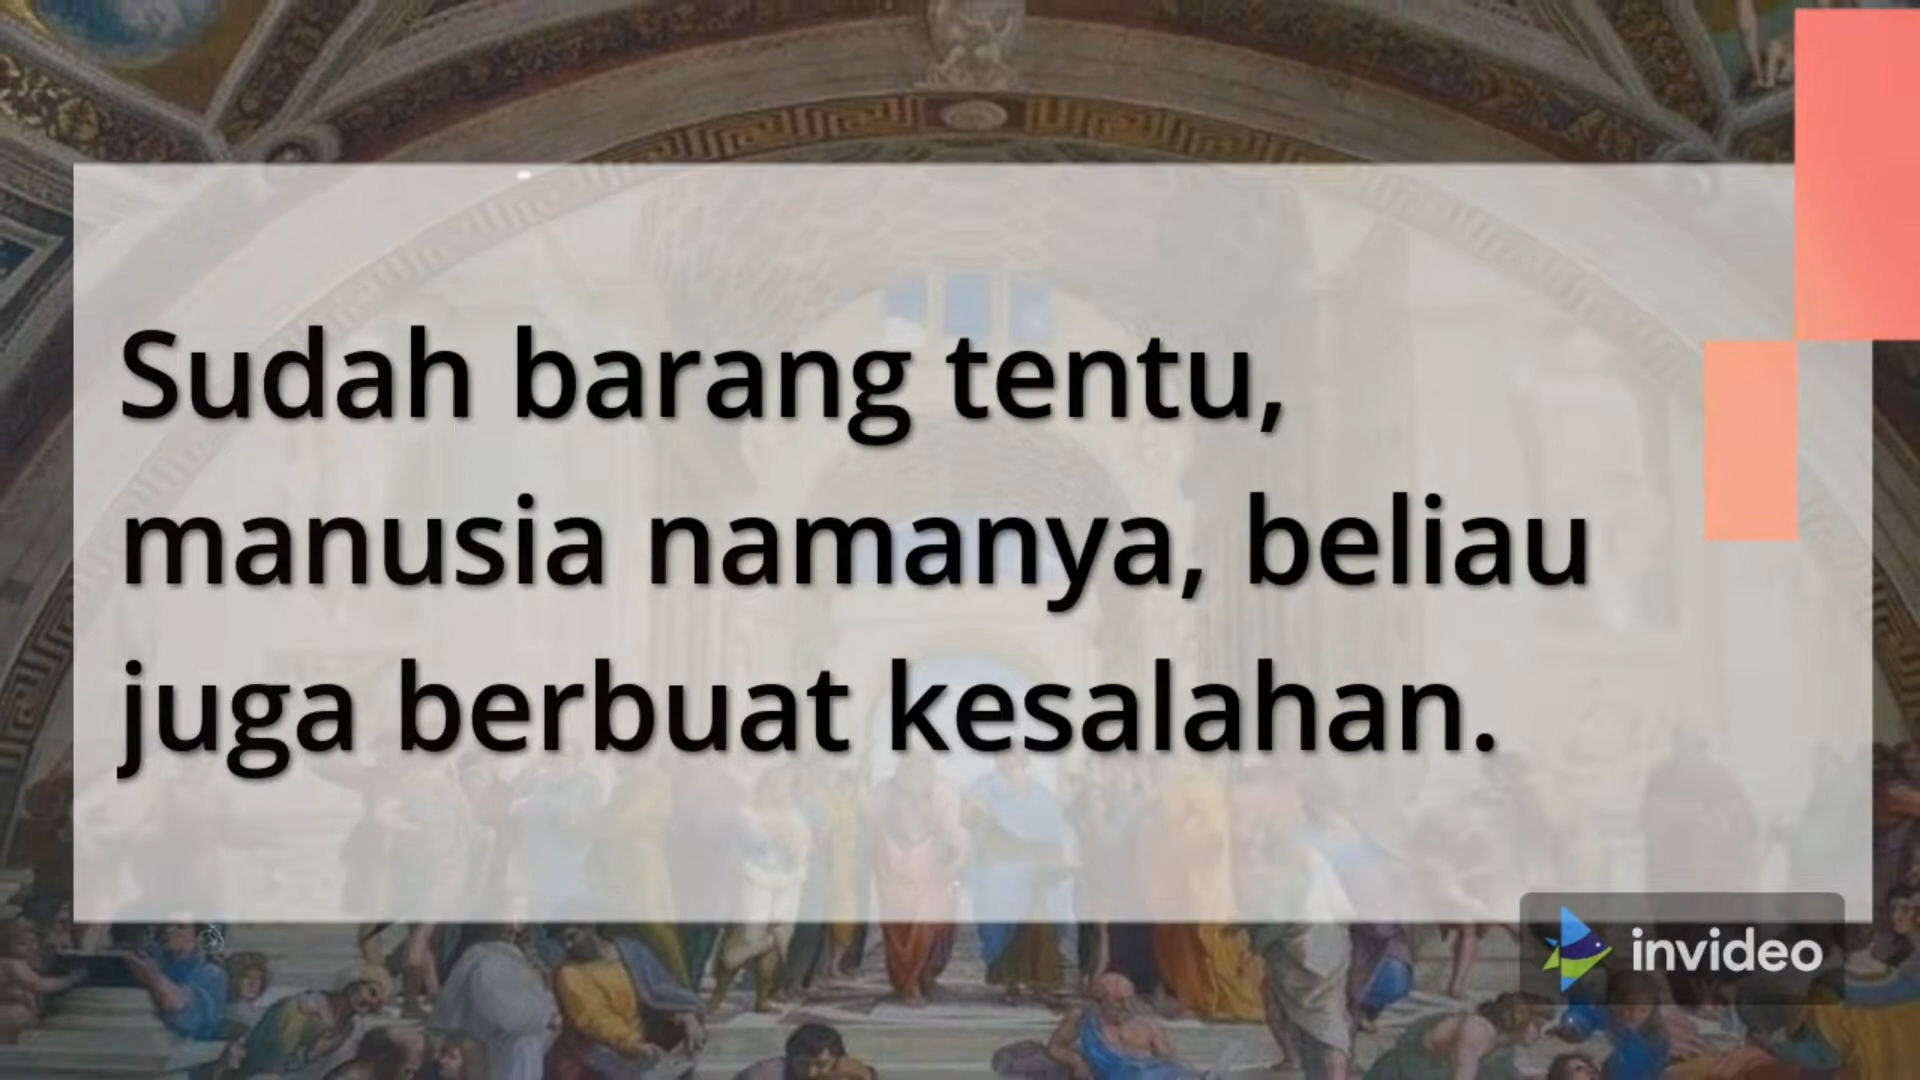 Sudah barang tentu,
manusia namanya, beliau
juga berbuat kesalahan.
invideo